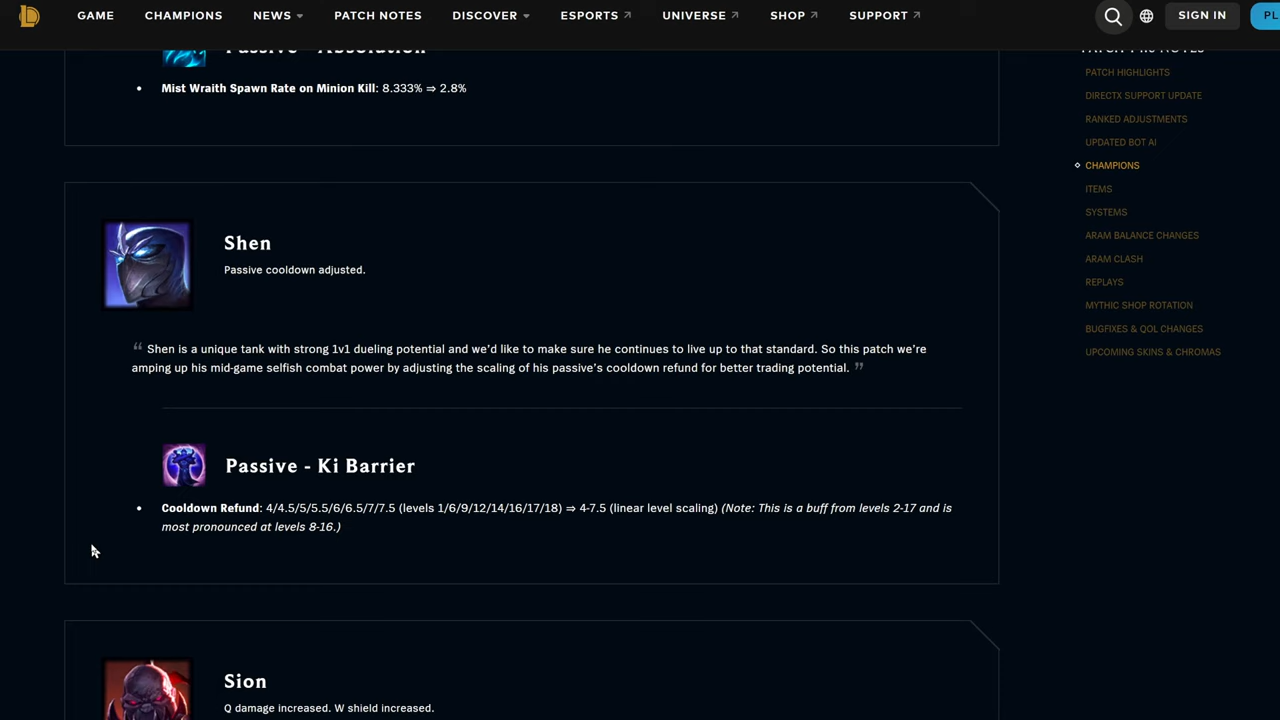 GAME CHAMPIONS NEWS PATCH NOTES DISCOVER ESPORTS UNIVERSE SHOP SUPPORT SIGN IN PL
Passive - Absolution
Mist Wraith Spawn Rate on Minion Kill: 8.333% ⇒ 2.8%
Shen
Passive cooldown adjusted.
“ Shen is a unique tank with strong 1v1 dueling potential and we’d like to make sure he continues to live up to that standard. So this patch we’re
amping up his mid-game selfish combat power by adjusting the scaling of his passive’s cooldown refund for better trading potential. ”
Passive - Ki Barrier
• Cooldown Refund: 4/4.5/5/5.5/6/6.5/7/7.5 (levels 1/6/9/12/14/16/17/18) ⇒ 4-7.5 (linear level scaling) (Note: This is a buff from levels 2-17 and is
most pronounced at levels 8-16.)
Sion
Q damage increased. W shield increased.
PATCH HIGHLIGHTS
DIRECTX SUPPORT UPDATE
RANKED ADJUSTMENTS
UPDATED BOT AI
CHAMPIONS
ITEMS
SYSTEMS
ARAM BALANCE CHANGES
ARAM CLASH
REPLAYS
MYTHIC SHOP ROTATION
BUGFIXES & QOL CHANGES
UPCOMING SKINS & CHROMAS